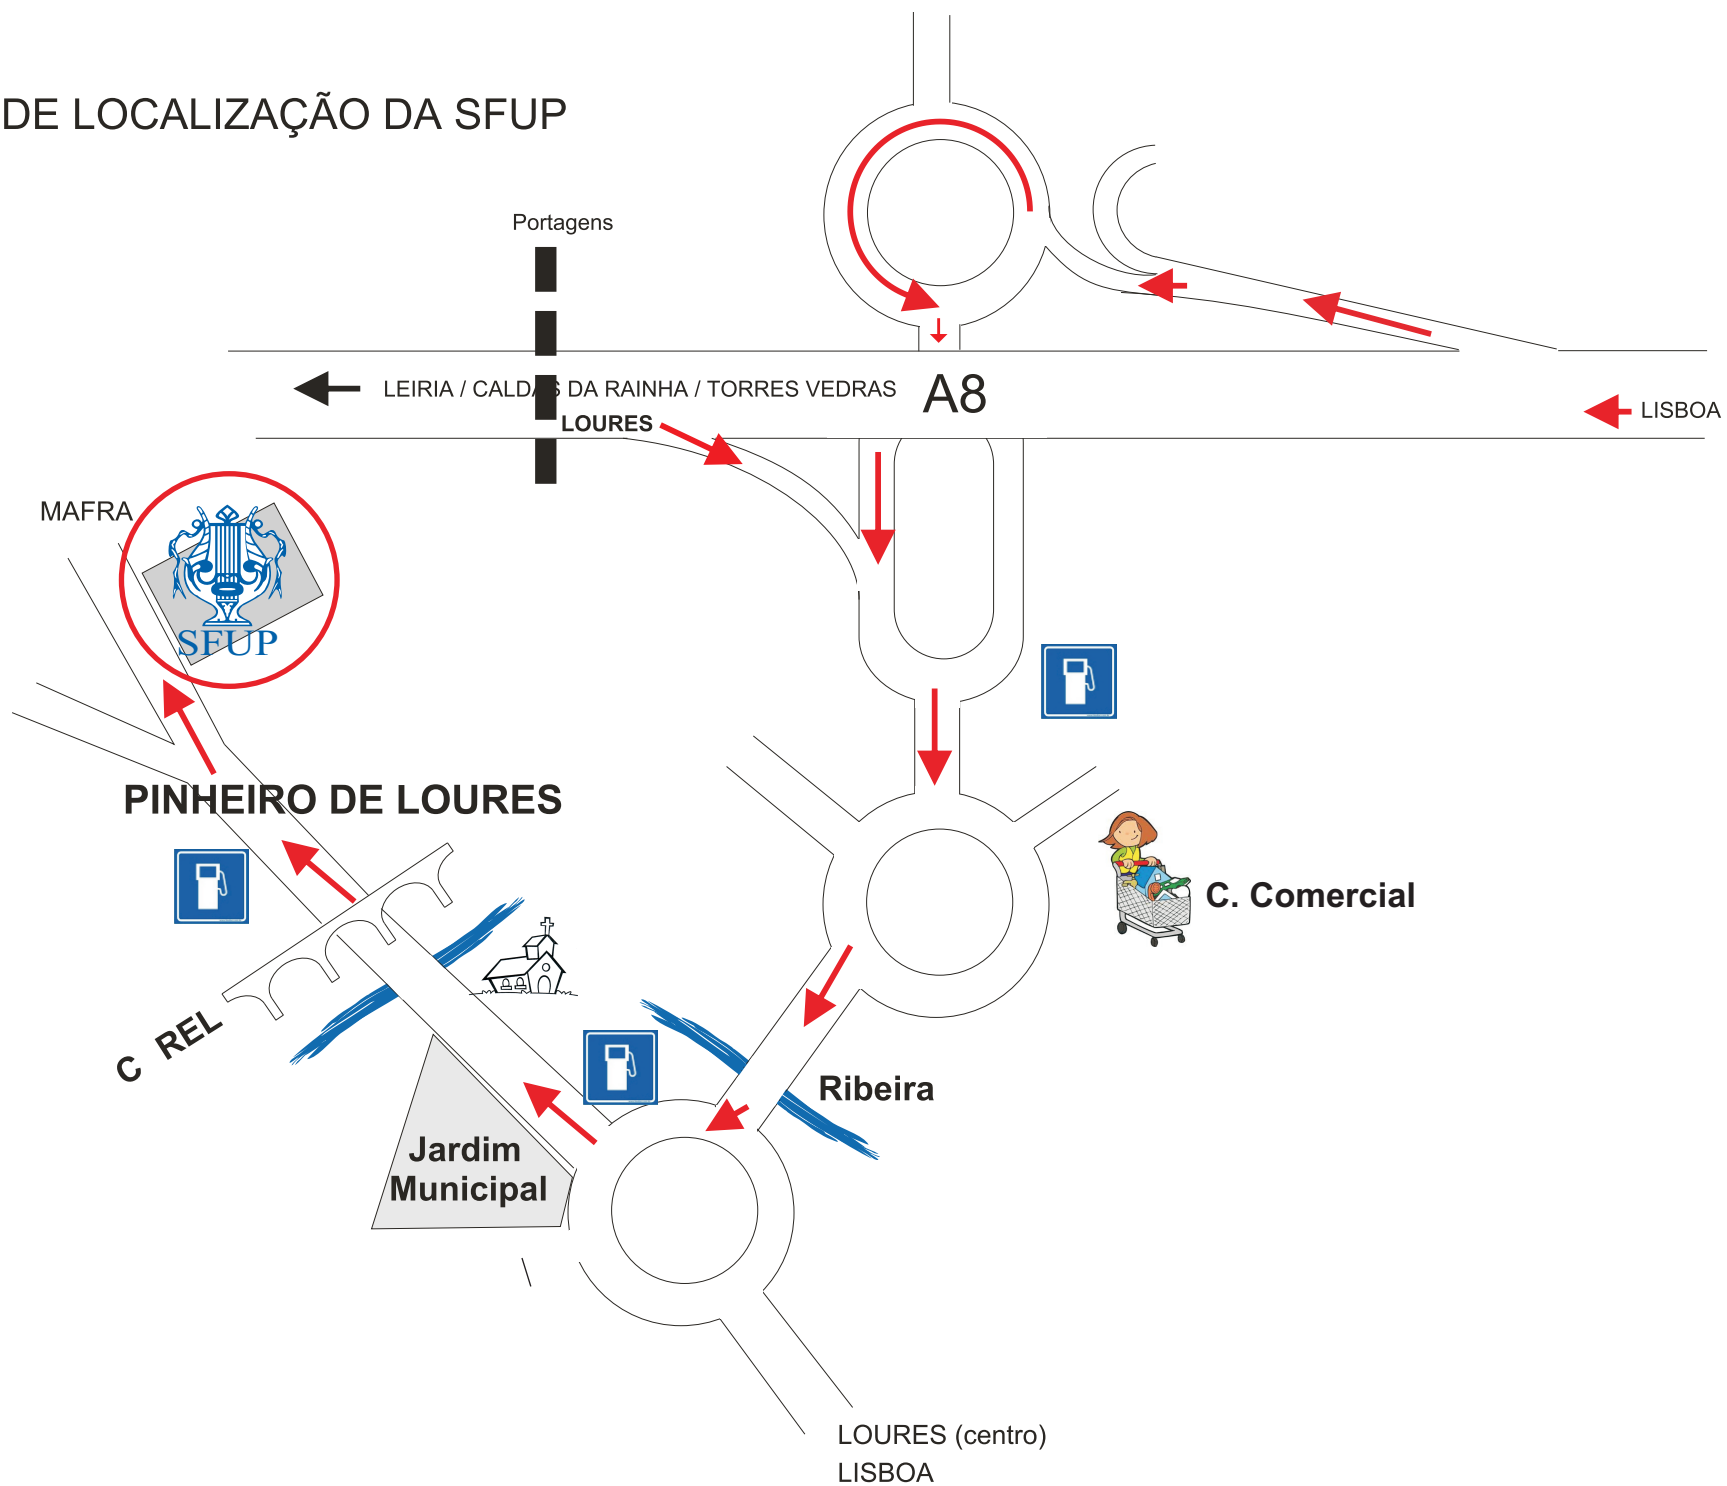 DE LOCALIZAÇÃO DA SFUP
Portagens
LEIRIA / CALDAS DA RAINHA / TORRES VEDRAS
A8
LISBOA
LOURES
MAFRA
SFUP
PINHEIRO DE LOURES
C. Comercial
C REL
Ribeira
Jardim
Municipal
LOURES (centro)
LISBOA